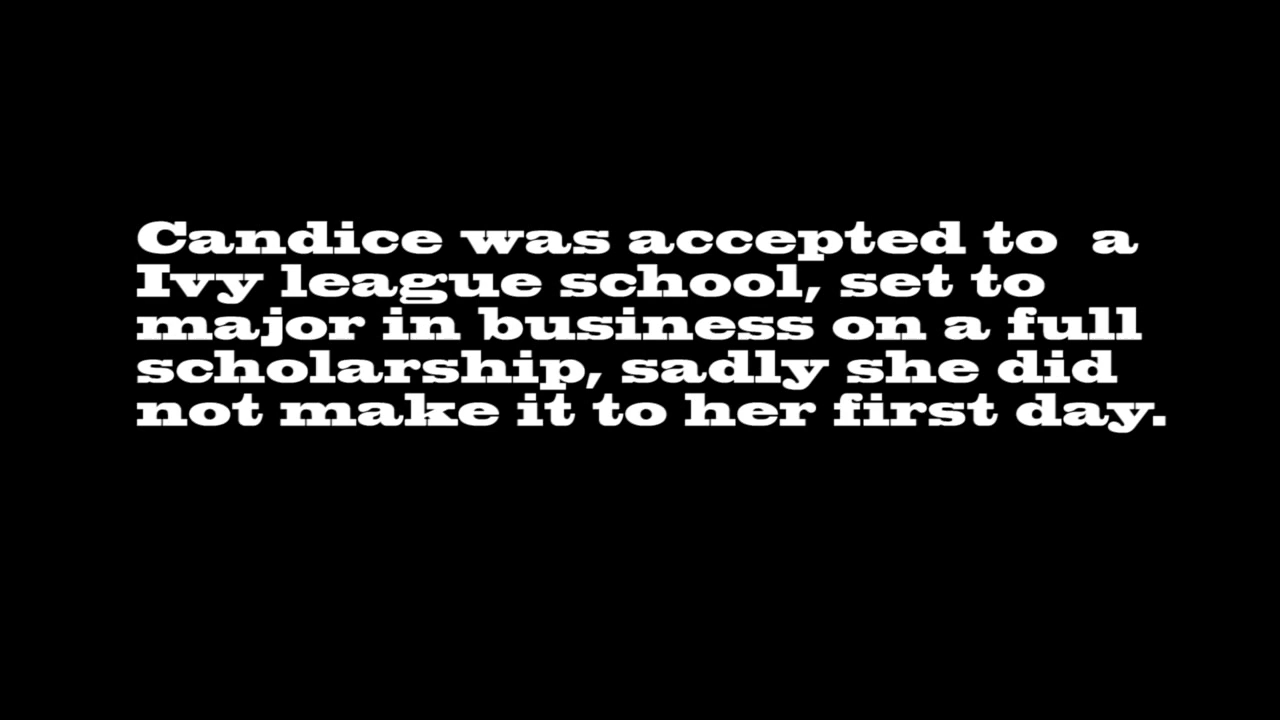 Candice was accepted to  a
Ivy league school, set to
major in business on a full
scholarship, sadly she did
not make it to her first day.